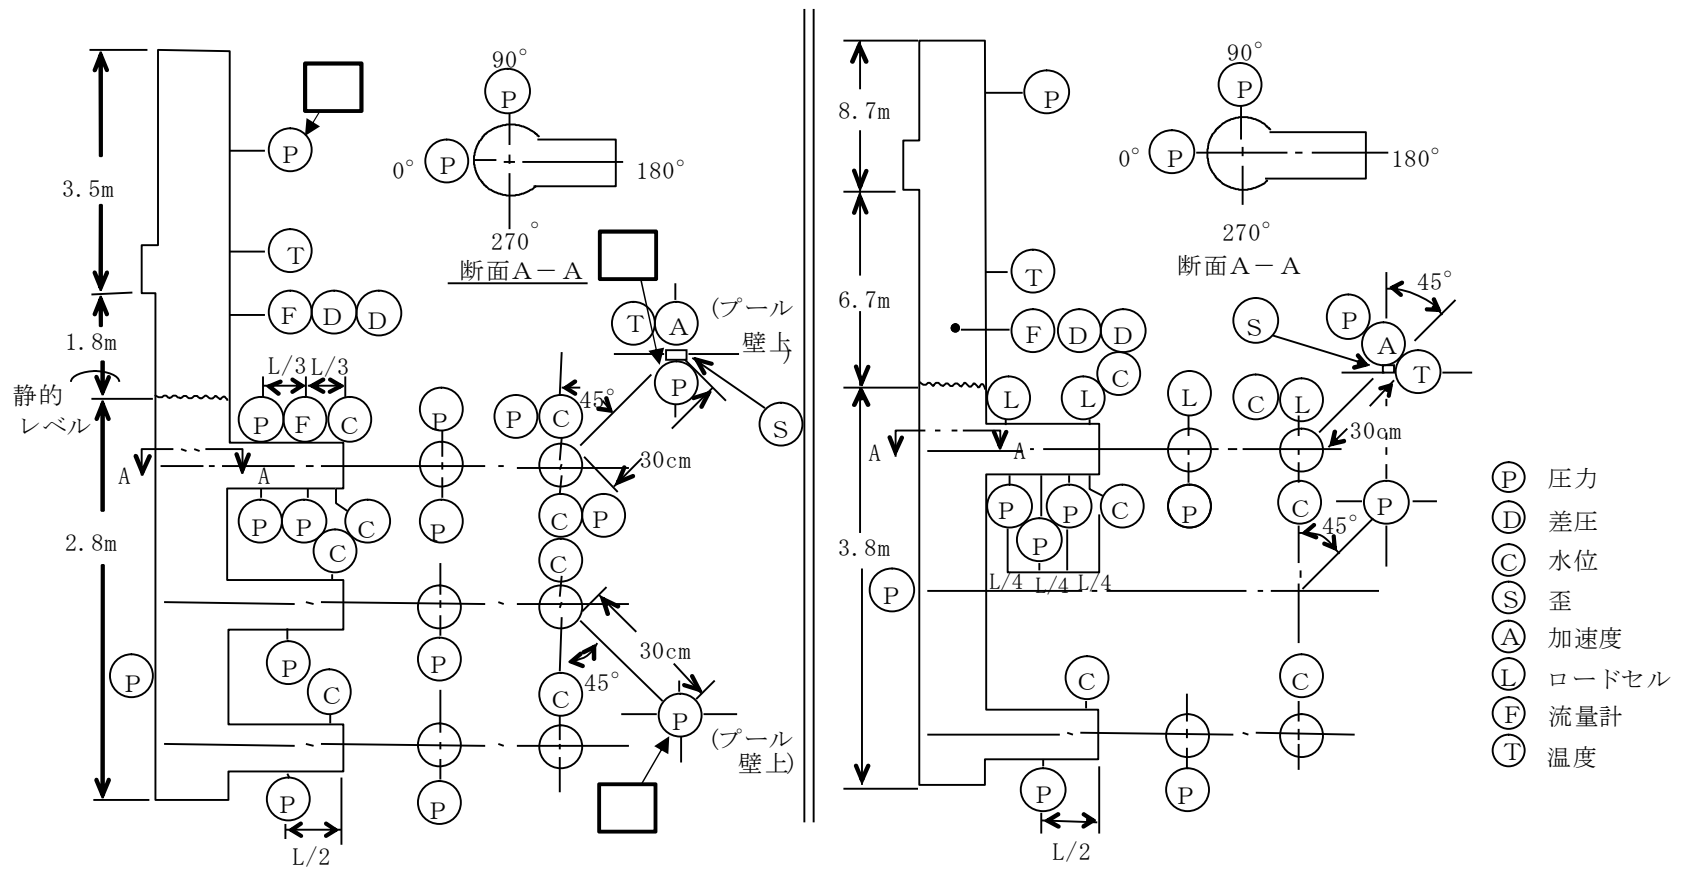 90°
P
0° P 180°
270°
断面A－A
3.5m
P
T
F D D
1.8m
静的
レベル
L/3 L/3
P F C
A A
P P C
C
2.8m
P
P
C
P
L/2
P
P
P
P
P C
45°
C P
C
C
T A
(プール
壁上)
P
S
30cm
30cm
45°
P
(プール
壁上)
90°
P
0° P 180°
270°
断面A－A
8.7m
P
T
6.7m
F D D
C
L L
A A
P P C
P
L/4 L/4 L/4
3.8m
P
C
P
L/2
L
P
P
C L
C
C
45°
S P
A
T
30cm
P
45°
P 圧力
D 差圧
C 水位
S 歪
A 加速度
L ロードセル
F 流量計
T 温度